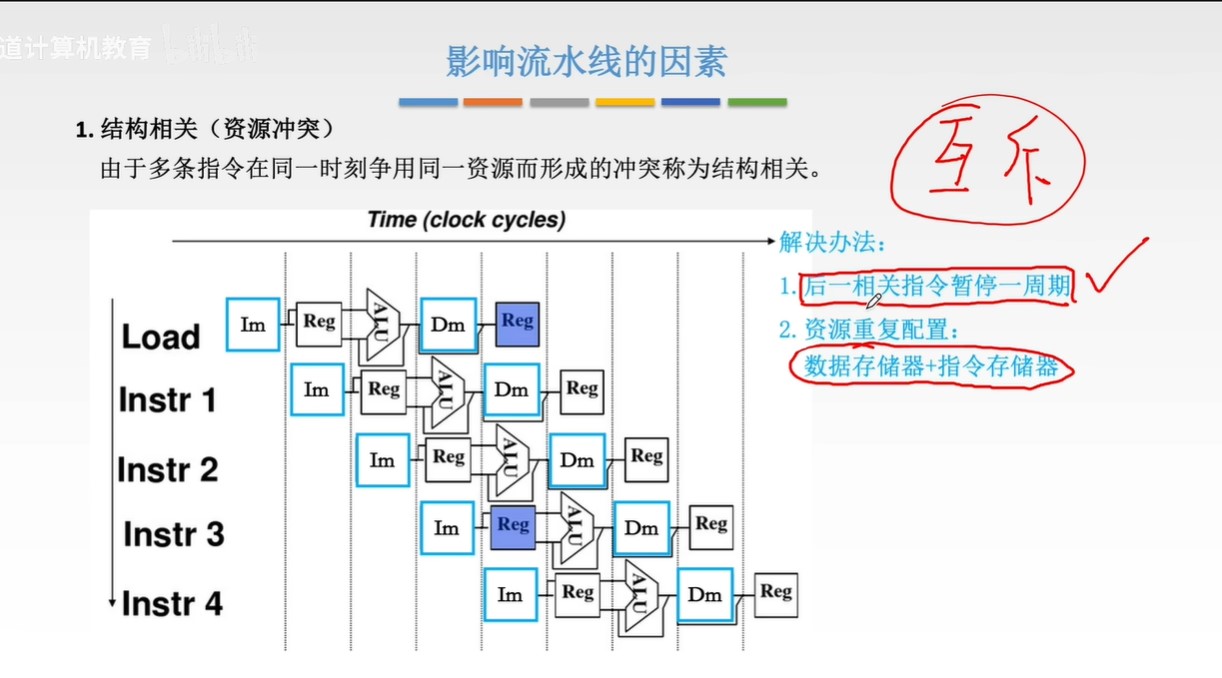 道计算机教育
影响流水线的因素
1. 结构相关（资源冲突）
由于多条指令在同一时刻争用同一资源而形成的冲突称为结构相关。
互斥
Time (clock cycles)
解决办法：
1. 后一相关指令暂停一周期
2. 资源重复配置：
数据存储器+指令存储器
Load Im Reg ALU Dm Reg
Instr 1 Im Reg ALU Dm Reg
Instr 2 Im Reg ALU Dm Reg
Instr 3 Im Reg ALU Dm Reg
Instr 4 Im Reg ALU Dm Reg